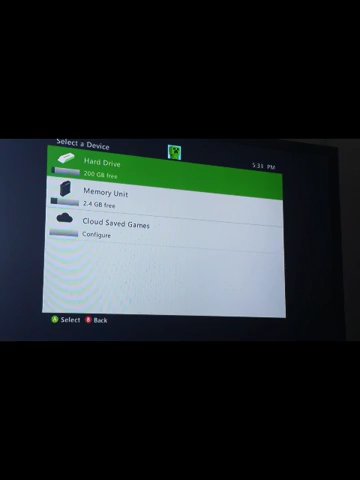 Select a Device
5:31 PM
Hard Drive
200 GB free
Memory Unit
2.4 GB free
Cloud Saved Games
Configure
A Select B Back